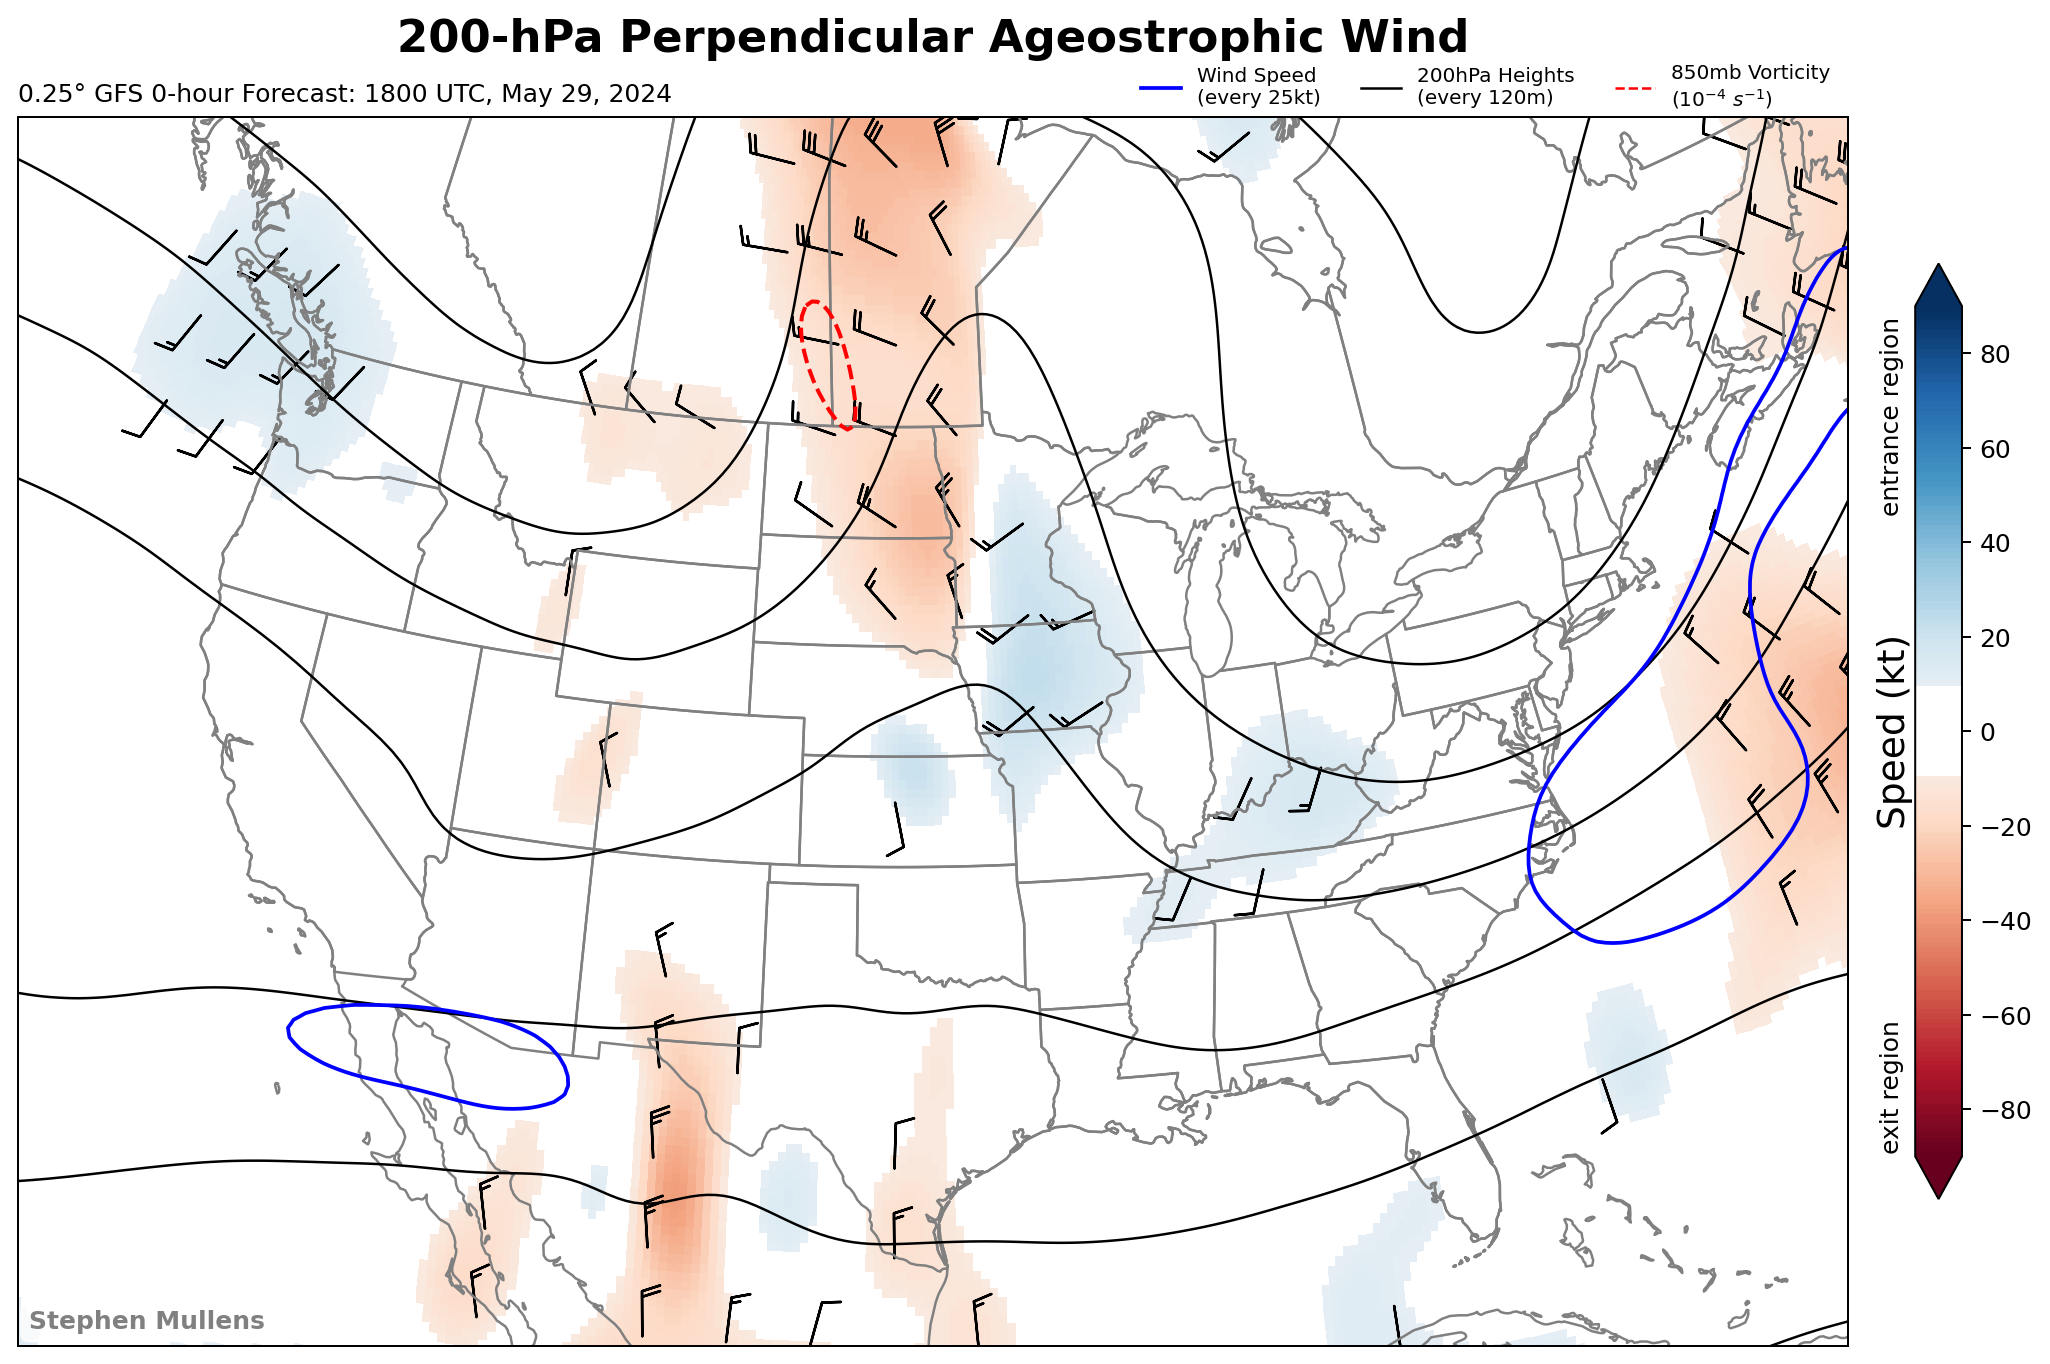 200-hPa Perpendicular Ageostrophic Wind
0.25° GFS 0-hour Forecast: 1800 UTC, May 29, 2024
Wind Speed
(every 25kt)
200hPa Heights
(every 120m)
850mb Vorticity
(10⁻⁴ s⁻¹)
entrance region
Speed (kt)
exit region
80
60
40
20
0
−20
−40
−60
−80
Stephen Mullens